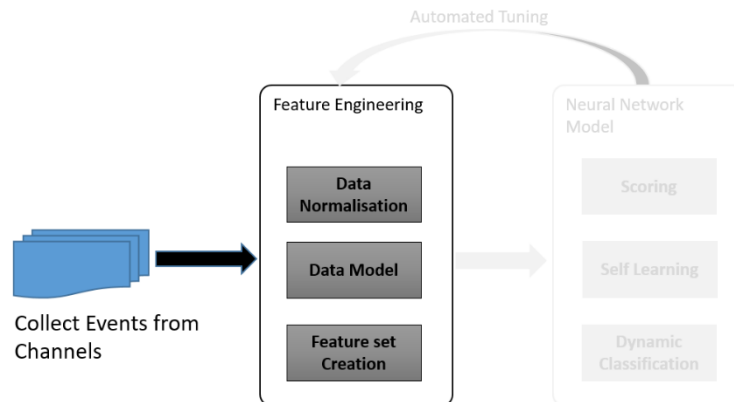 Automated Tuning
Feature Engineering
Data
Normalisation
Data Model
Feature set
Creation
Collect Events from
Channels
Neural Network
Model
Scoring
Self Learning
Dynamic
Classification